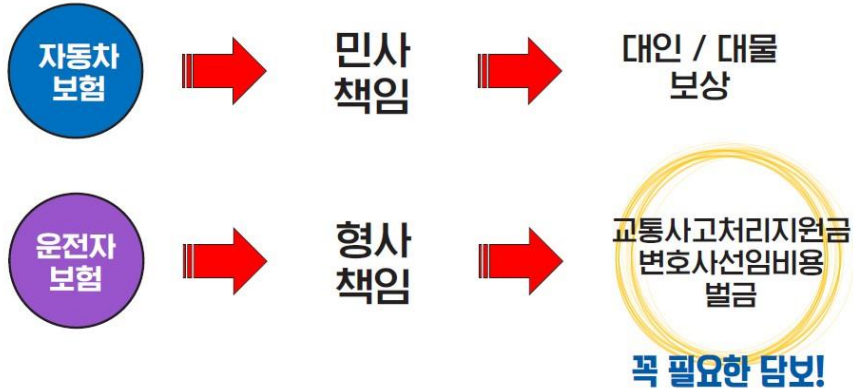 자동차
보험
민사
책임
대인 / 대물
보상
운전자
보험
형사
책임
교통사고처리지원금
변호사선임비용
벌금
꼭 필요한 담보!